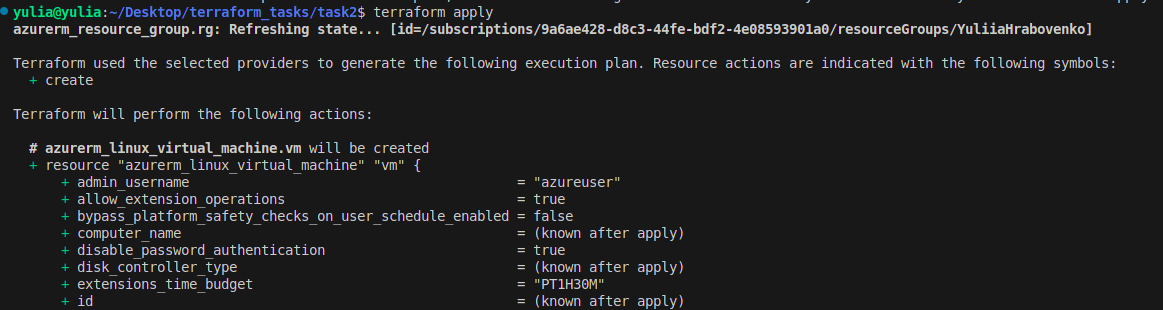 yulia@yulia:~/Desktop/terraform_tasks/task2$ terraform apply
azurerm_resource_group.rg: Refreshing state... [id=/subscriptions/9a6ae428-d8c3-44fe-bdf2-4e08593901a0/resourceGroups/YuliiaHrabovenko]
Terraform used the selected providers to generate the following execution plan. Resource actions are indicated with the following symbols:
+ create
Terraform will perform the following actions:
# azurerm_linux_virtual_machine.vm will be created
+ resource "azurerm_linux_virtual_machine" "vm" {
+ admin_username = "azureuser"
+ allow_extension_operations = true
+ bypass_platform_safety_checks_on_user_schedule_enabled = false
+ computer_name = (known after apply)
+ disable_password_authentication = true
+ disk_controller_type = (known after apply)
+ extensions_time_budget = "PT1H30M"
+ id = (known after apply)